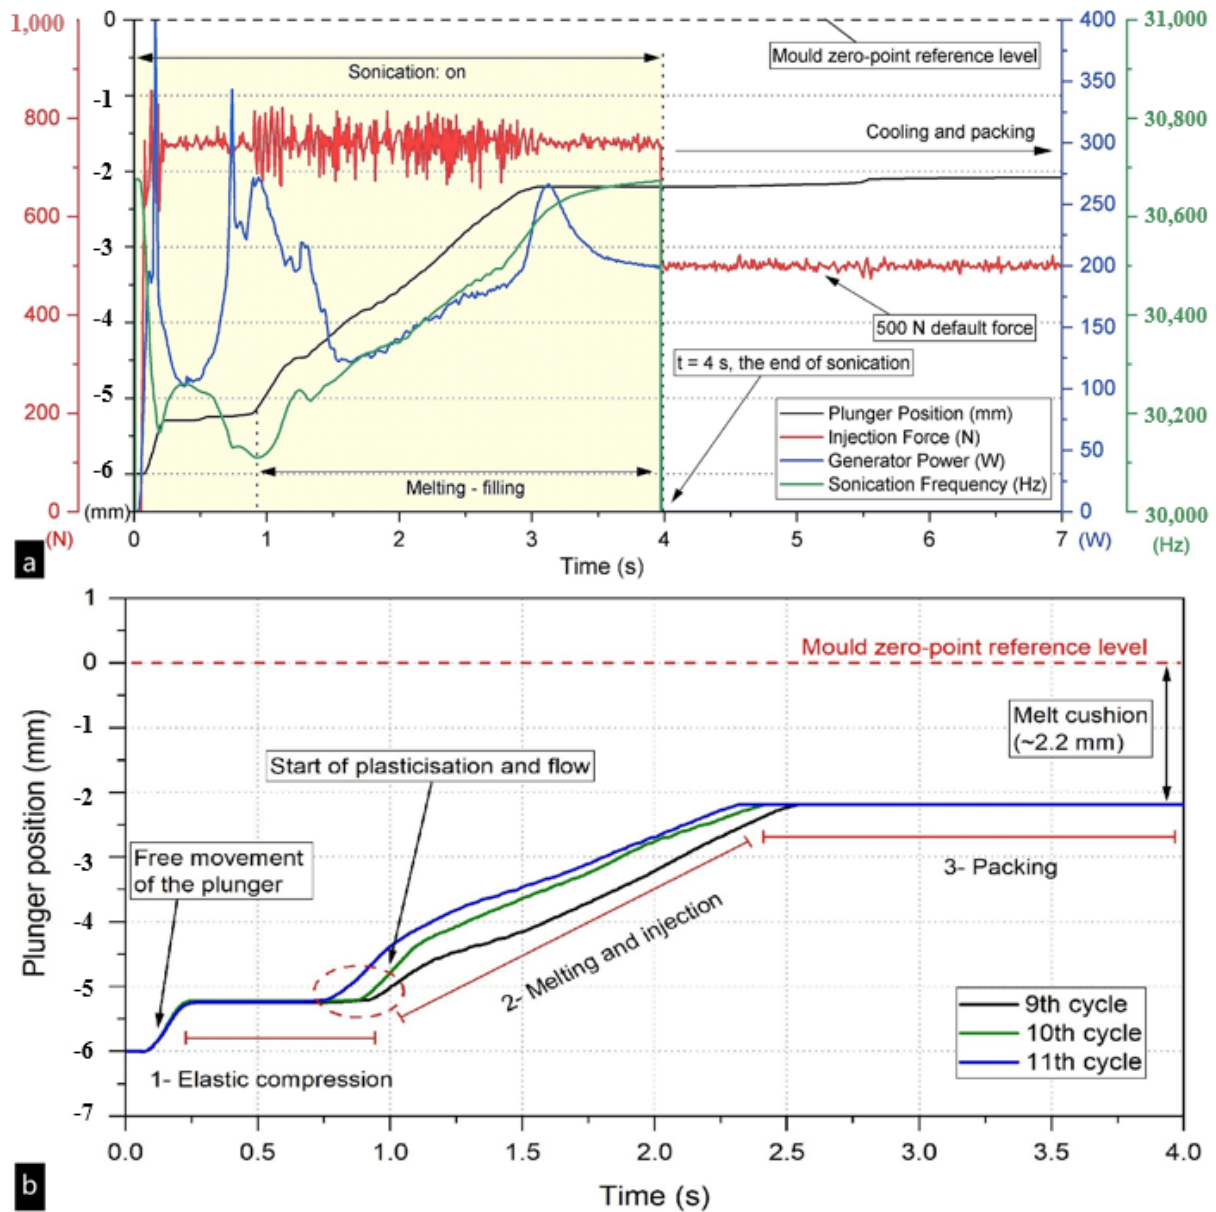 1,000
0
400
31,000
Mould zero-point reference level
Sonication: on
350
-1
800
300
30,800
Cooling and packing
-2
250
600
30,600
-3
200
400
-4
500 N default force
150
30,400
t = 4 s, the end of sonication
100
-5
200
Plunger Position (mm)
Injection Force (N)
Generator Power (W)
Sonication Frequency (Hz)
30,200
50
-6
Melting - filling
0
(mm)
0
30,000
a
(N)
0
1
2
3
4
5
6
7
(W)
(Hz)
Time (s)
1
Mould zero-point reference level
0
-1
Melt cushion
(~2.2 mm)
Start of plasticisation and flow
-2
Free movement
of the plunger
-3
3- Packing
-4
2- Melting and injection
-5
9th cycle
10th cycle
11th cycle
-6
1- Elastic compression
-7
Plunger position (mm)
0.0
0.5
1.0
1.5
2.0
2.5
3.0
3.5
4.0
b
Time (s)